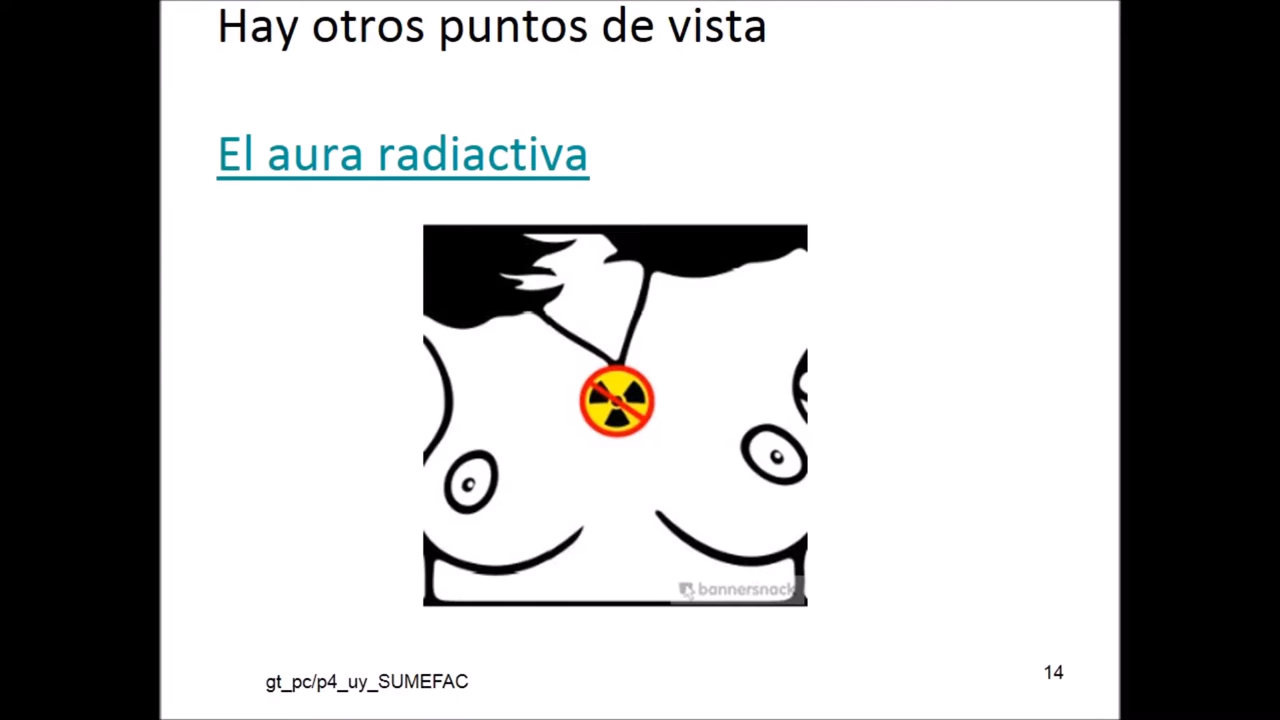 Hay otros puntos de vista
El aura radiactiva
bannersnack
gt_pc/p4_uy_SUMEFAC
14